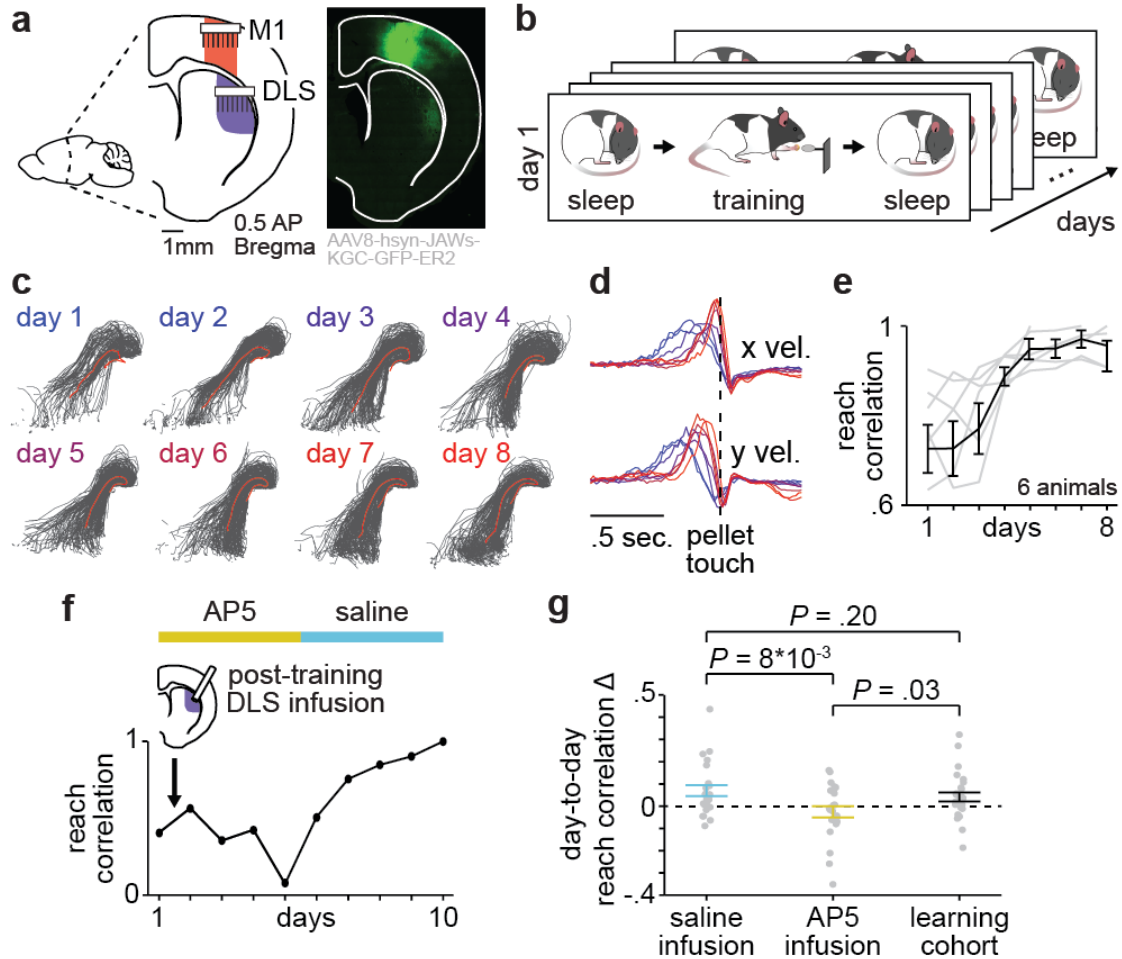 a
M1
DLS
1mm
0.5 AP
Bregma
AAV8-hsyn-JAWs-
KGC-GFP-ER2
b
day 1
sleep
training
sleep
eep
days
c
day 1
day 2
day 3
day 4
day 5
day 6
day 7
day 8
d
x vel.
y vel.
.5 sec.
pellet
touch
e
reach
correlation
1
.6
6 animals
1
days
8
f
AP5
saline
post-training
DLS infusion
reach
correlation
1
0
1
days
10
g
P = .20
P = 8*10-3
P = .03
day-to-day
reach correlation Δ
.5
0
-.4
saline
infusion
AP5
infusion
learning
cohort